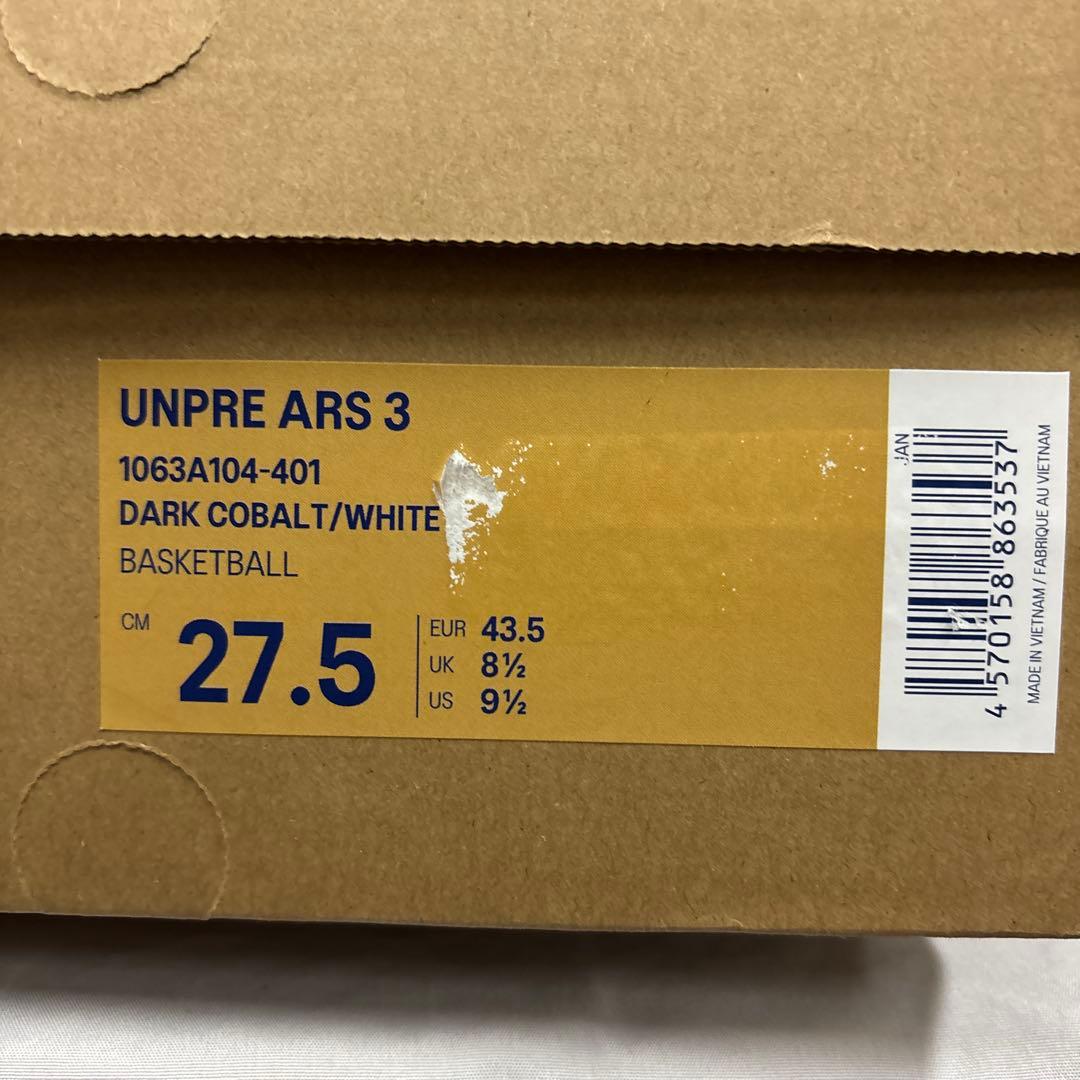 UNPRE ARS 3
1063A104-401
DARK COBALT/WHITE
BASKETBALL
CM 27.5
EUR 43.5
UK 8½
US 9½
JAN
4 570158 863537
MADE IN VIETNAM / FABRIQUE AU VIETNAM